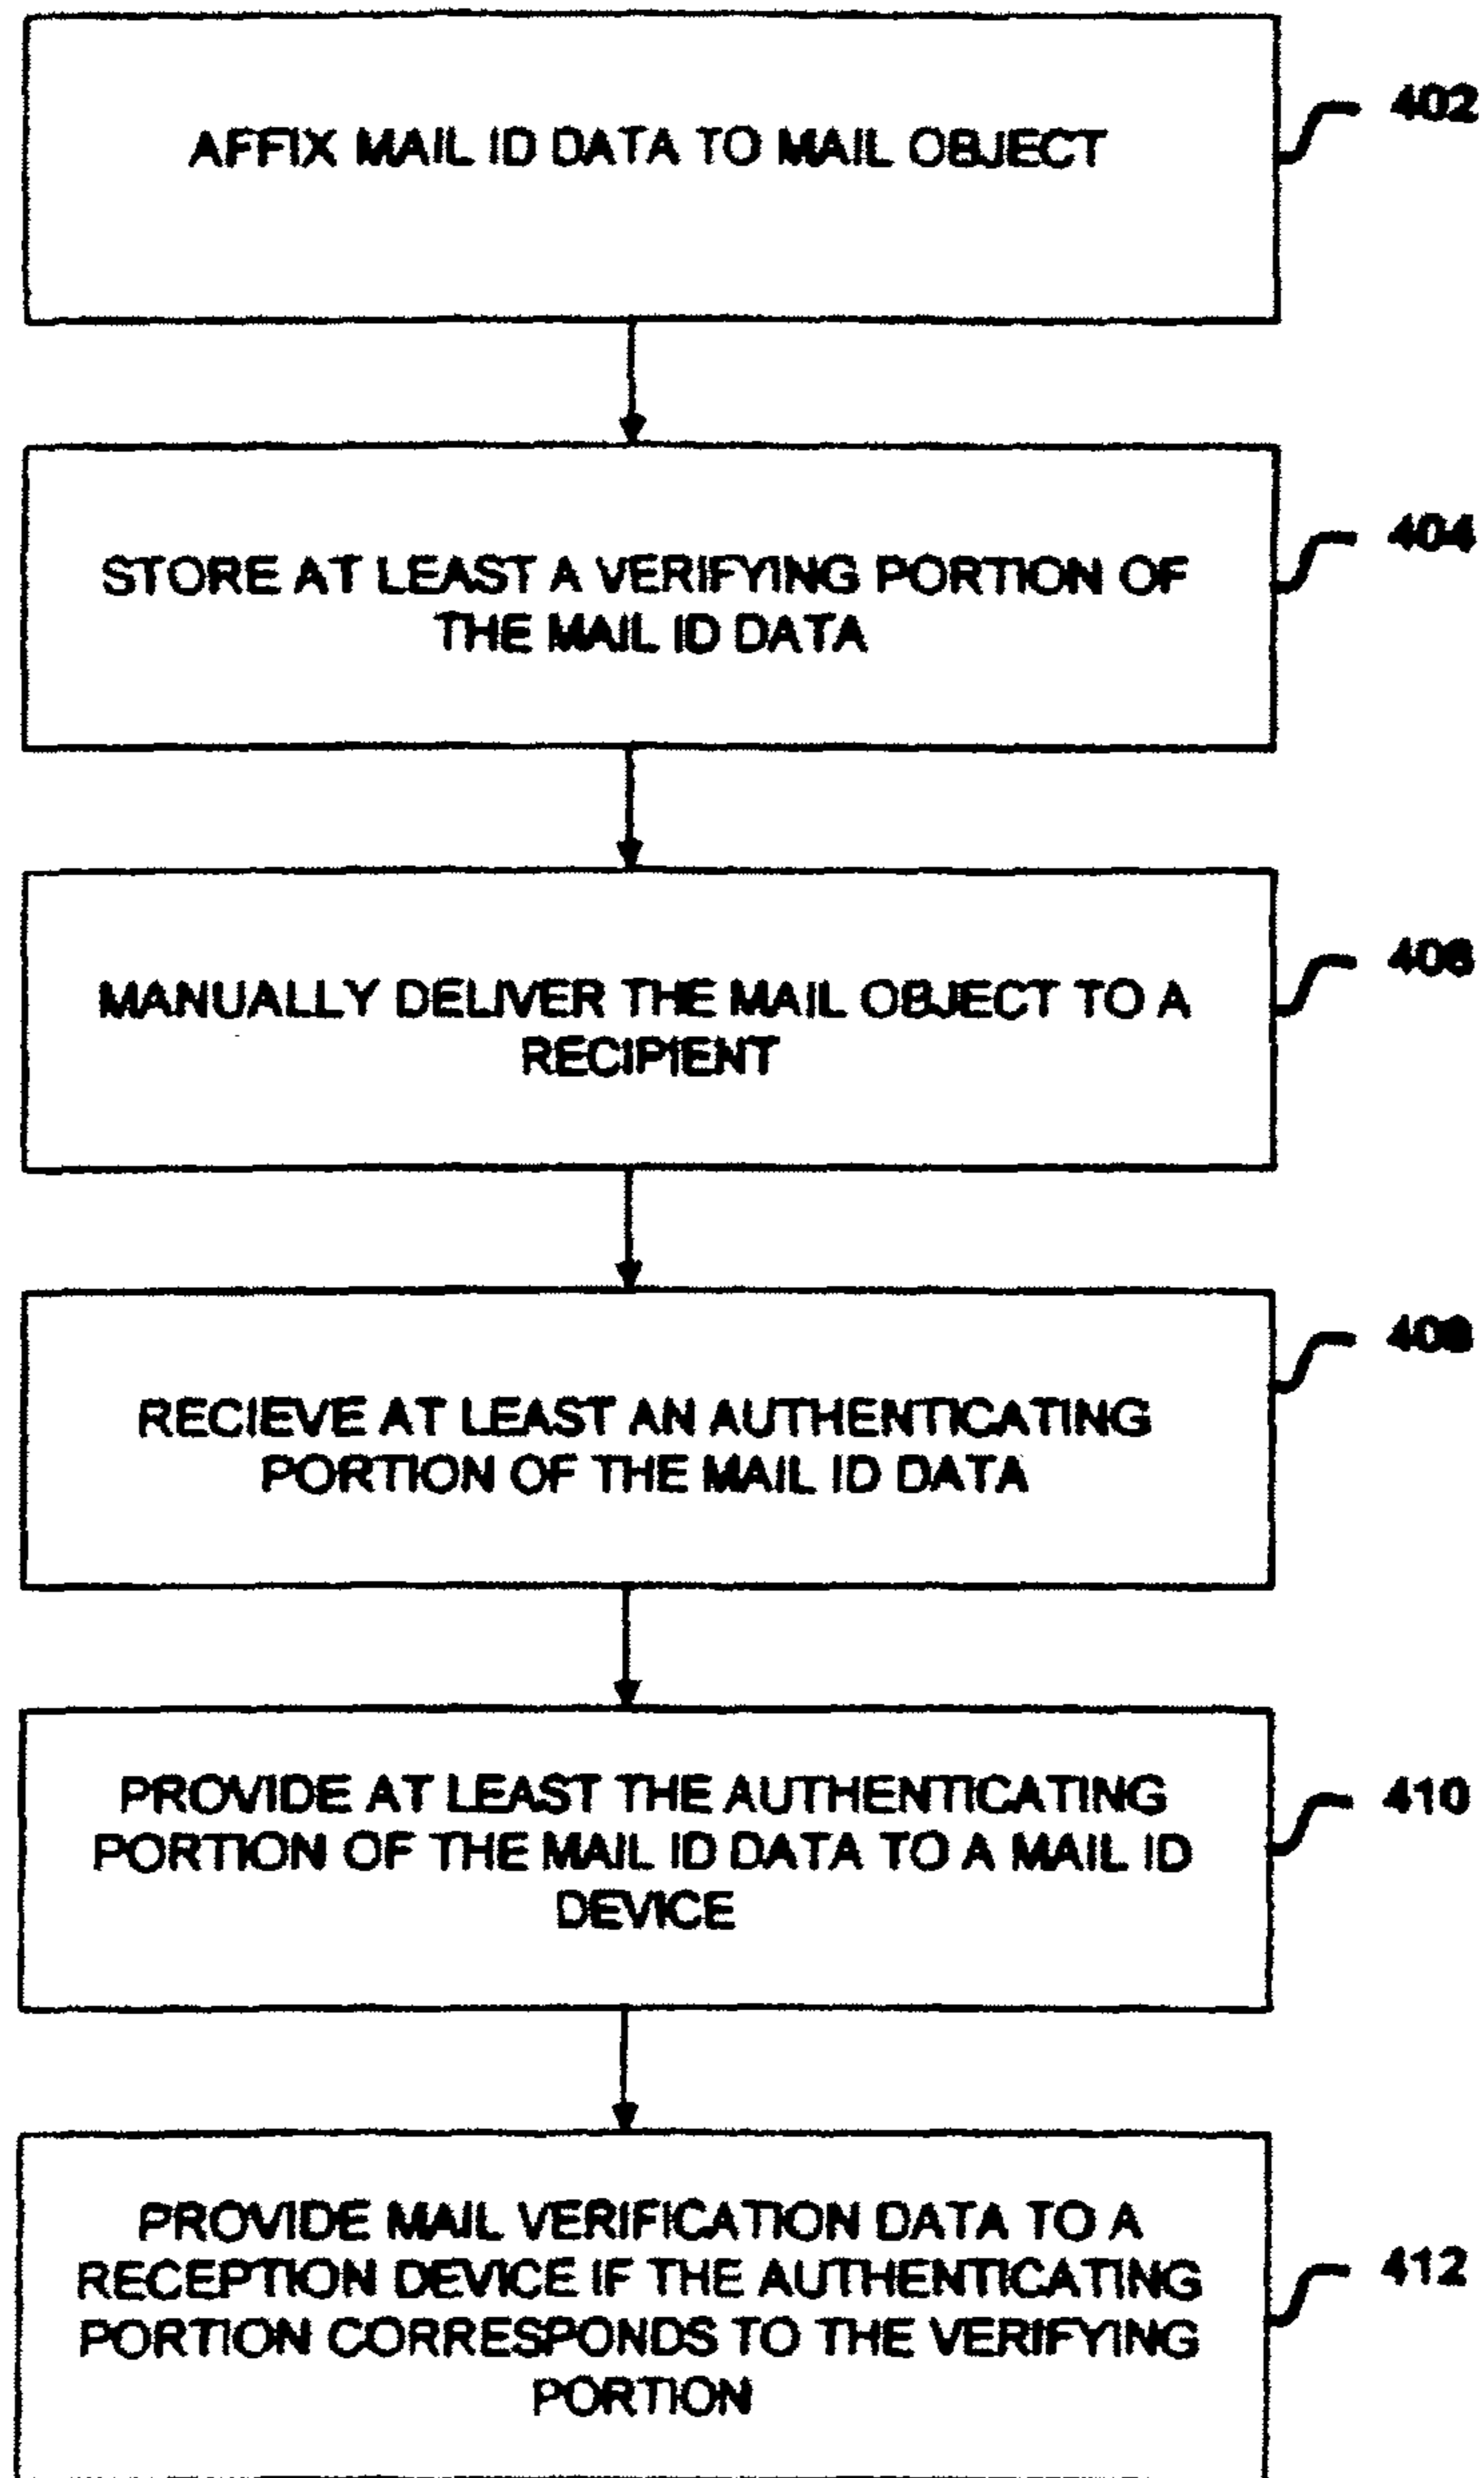 AFFIX MAIL ID DATA TO MAIL OBJECT
402
STORE AT LEAST A VERIFYING PORTION OF
THE MAIL ID DATA
404
MANUALLY DELIVER THE MAIL OBJECT TO A
RECIPIENT
406
RECIEVE AT LEAST AN AUTHENTICATING
PORTION OF THE MAIL ID DATA
408
PROVIDE AT LEAST THE AUTHENTICATING
PORTION OF THE MAIL ID DATA TO A MAIL ID
DEVICE
410
PROVIDE MAIL VERIFICATION DATA TO A
RECEPTION DEVICE IF THE AUTHENTICATING
PORTION CORRESPONDS TO THE VERIFYING
PORTION
412